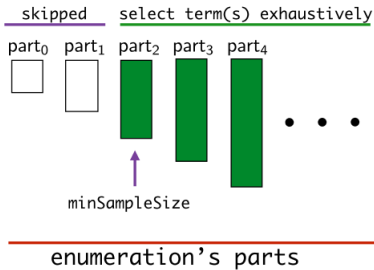 skipped select term(s) exhaustively
part₀ part₁ part₂ part₃ part₄
minSampleSize
enumeration's parts